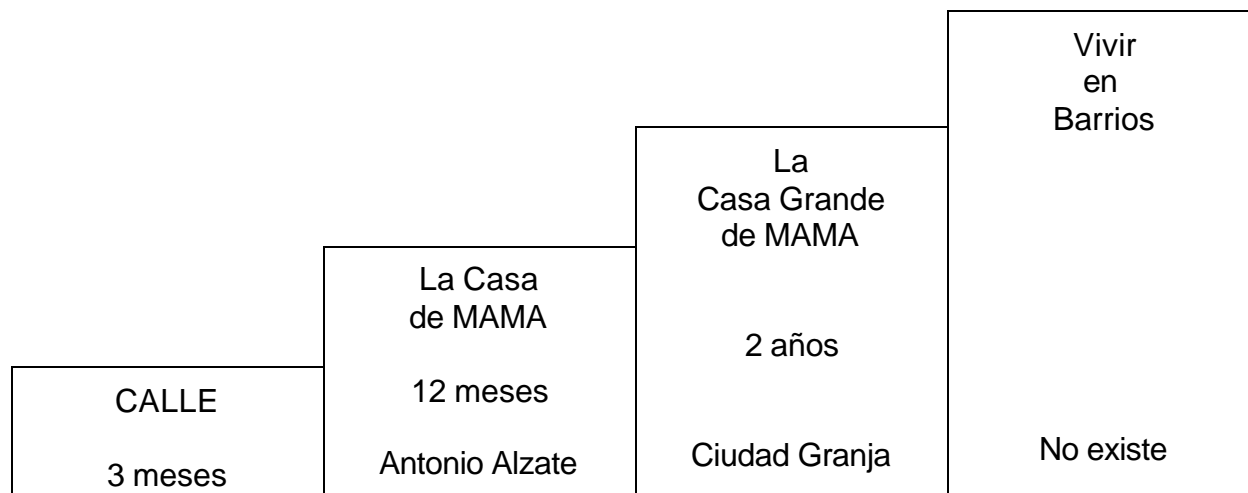 CALLE
3 meses
La Casa
de MAMA
12 meses
Antonio Alzate
La
Casa Grande
de MAMA
2 años
Ciudad Granja
Vivir
en
Barrios
No existe